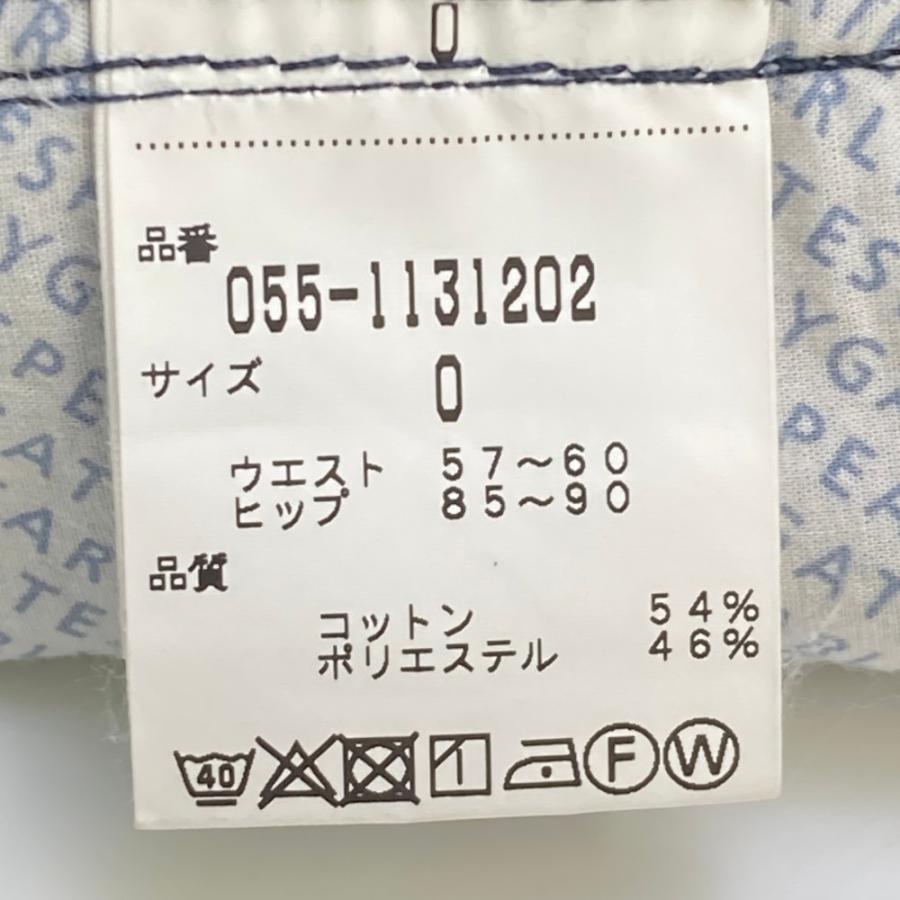 0
品番
055-1131202
サイズ 0
ウエスト 57～60
ヒップ 85～90
品質
コットン 54%
ポリエステル 46%
40 F W